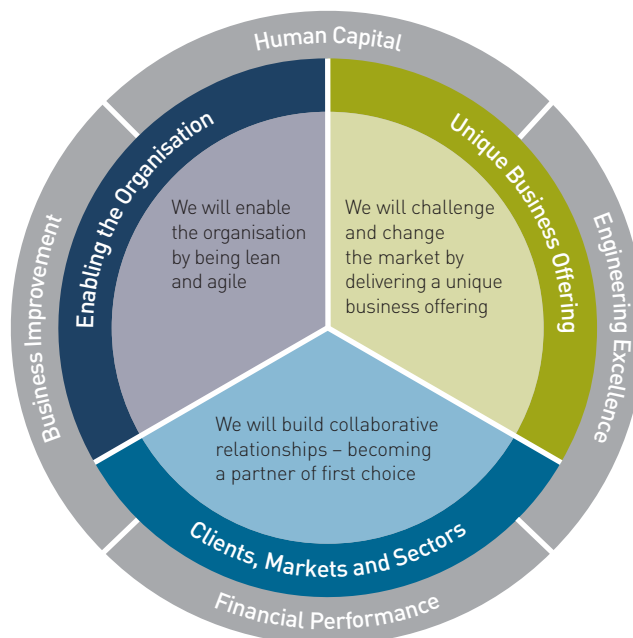 Human Capital
Enabling the Organisation
Unique Business Offering
Business Improvement
Engineering Excellence
We will enable
the organisation
by being lean
and agile
We will challenge
and change
the market by
delivering a unique
business offering
We will build collaborative
relationships – becoming
a partner of first choice
Clients, Markets and Sectors
Financial Performance